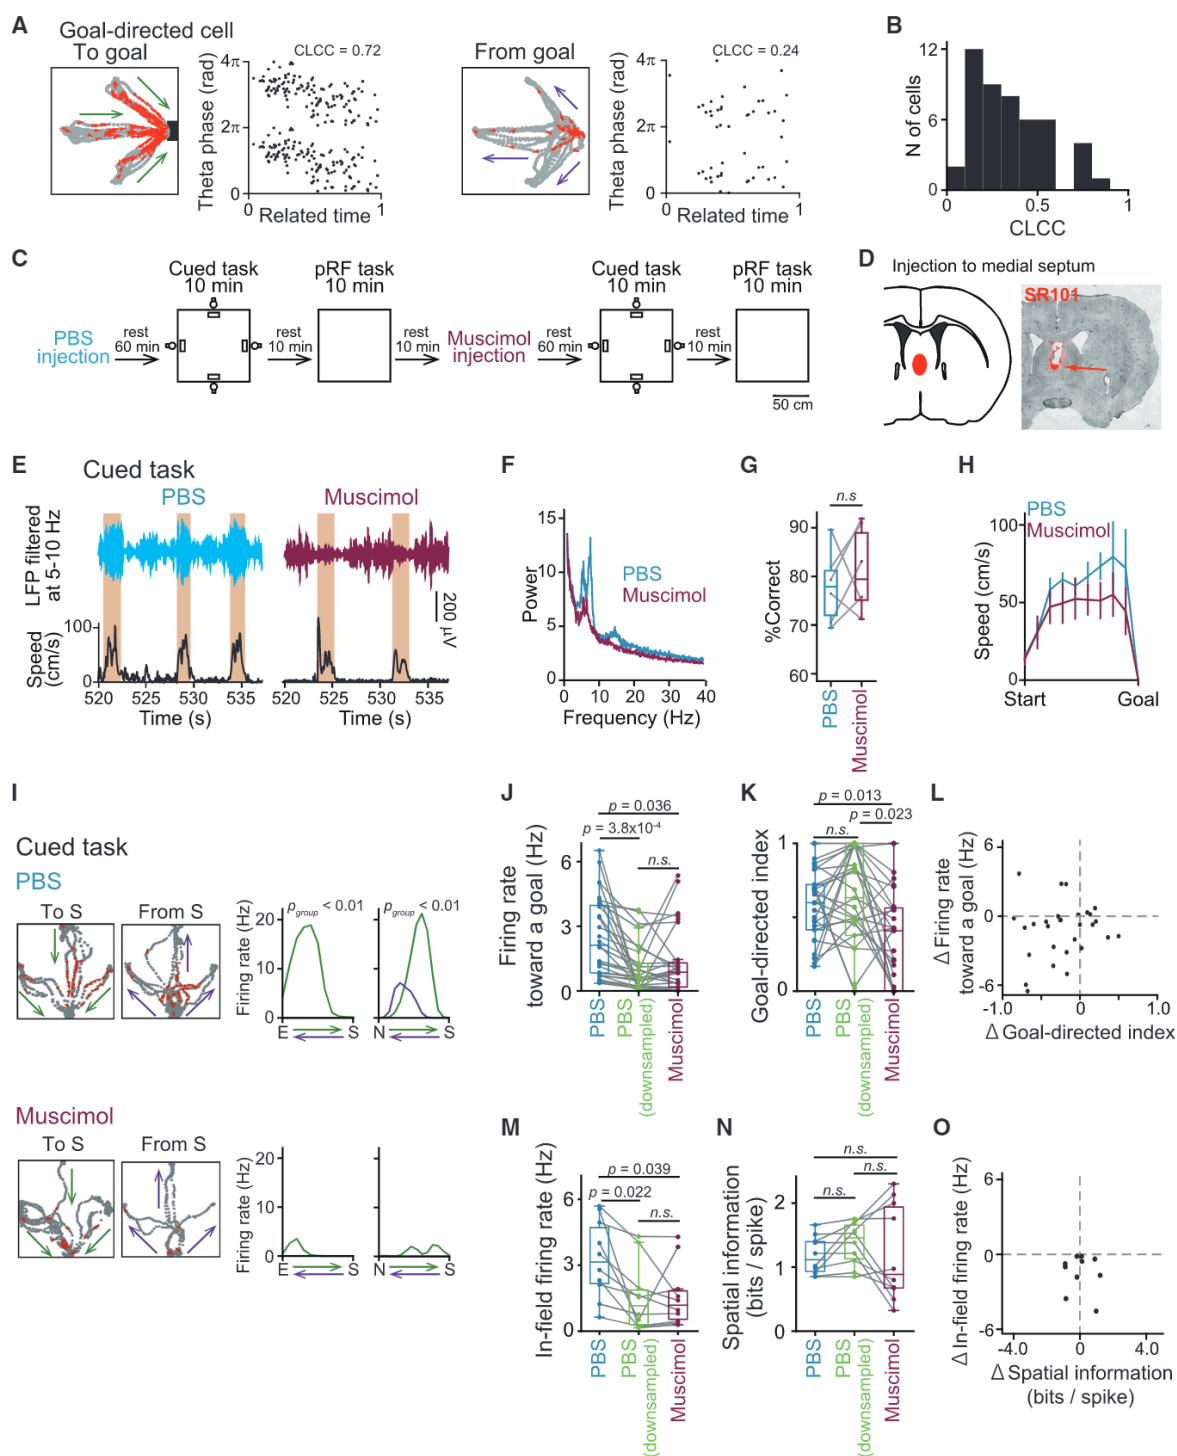 A
Goal-directed cell
To goal
CLCC = 0.72
Theta phase (rad)
4π
2π
0
0
Related time
1
From goal
CLCC = 0.24
Theta phase (rad)
4π
2π
0
0
Related time
1
B
N of cells
12
6
0
0
0.5
1
CLCC
C
PBS injection
rest 60 min
Cued task
10 min
rest 10 min
pRF task
10 min
rest 10 min
Muscimol injection
rest 60 min
Cued task
10 min
rest 10 min
pRF task
10 min
50 cm
D
Injection to medial septum
SR101
E
Cued task
PBS
Muscimol
LFP filtered
at 5-10 Hz
200 µV
Speed
(cm/s)
100
0
520 525 530 535
Time (s)
520 525 530 535
Time (s)
F
Power
15
10
5
0
PBS
Muscimol
0 10 20 30 40
Frequency (Hz)
G
n.s
%Correct
90
80
70
60
PBS
Muscimol
H
PBS
Muscimol
Speed (cm/s)
100
50
0
Start
Goal
I
Cued task
PBS
To S
From S
Firing rate (Hz)
20
10
0
pgroup < 0.01
E S
pgroup < 0.01
N S
Muscimol
To S
From S
Firing rate (Hz)
20
10
0
E S
N S
J
p = 0.036
p = 3.8x10-4
n.s.
Firing rate
toward a goal (Hz)
6
3
0
PBS
PBS
(downsampled)
Muscimol
K
p = 0.013
p = 0.023
n.s.
Goal-directed index
1
0
PBS
PBS
(downsampled)
Muscimol
L
Δ Firing rate
toward a goal (Hz)
6
0
-6
-1.0
0
1.0
Δ Goal-directed index
M
p = 0.039
p = 0.022
n.s.
In-field firing rate (Hz)
6
3
0
PBS
PBS
(downsampled)
Muscimol
N
n.s.
n.s.
n.s.
Spatial information
(bits / spike)
2
1
0
PBS
PBS
(downsampled)
Muscimol
O
Δ In-field firing rate (Hz)
6
0
-6
-4.0
0
4.0
Δ Spatial information
(bits / spike)